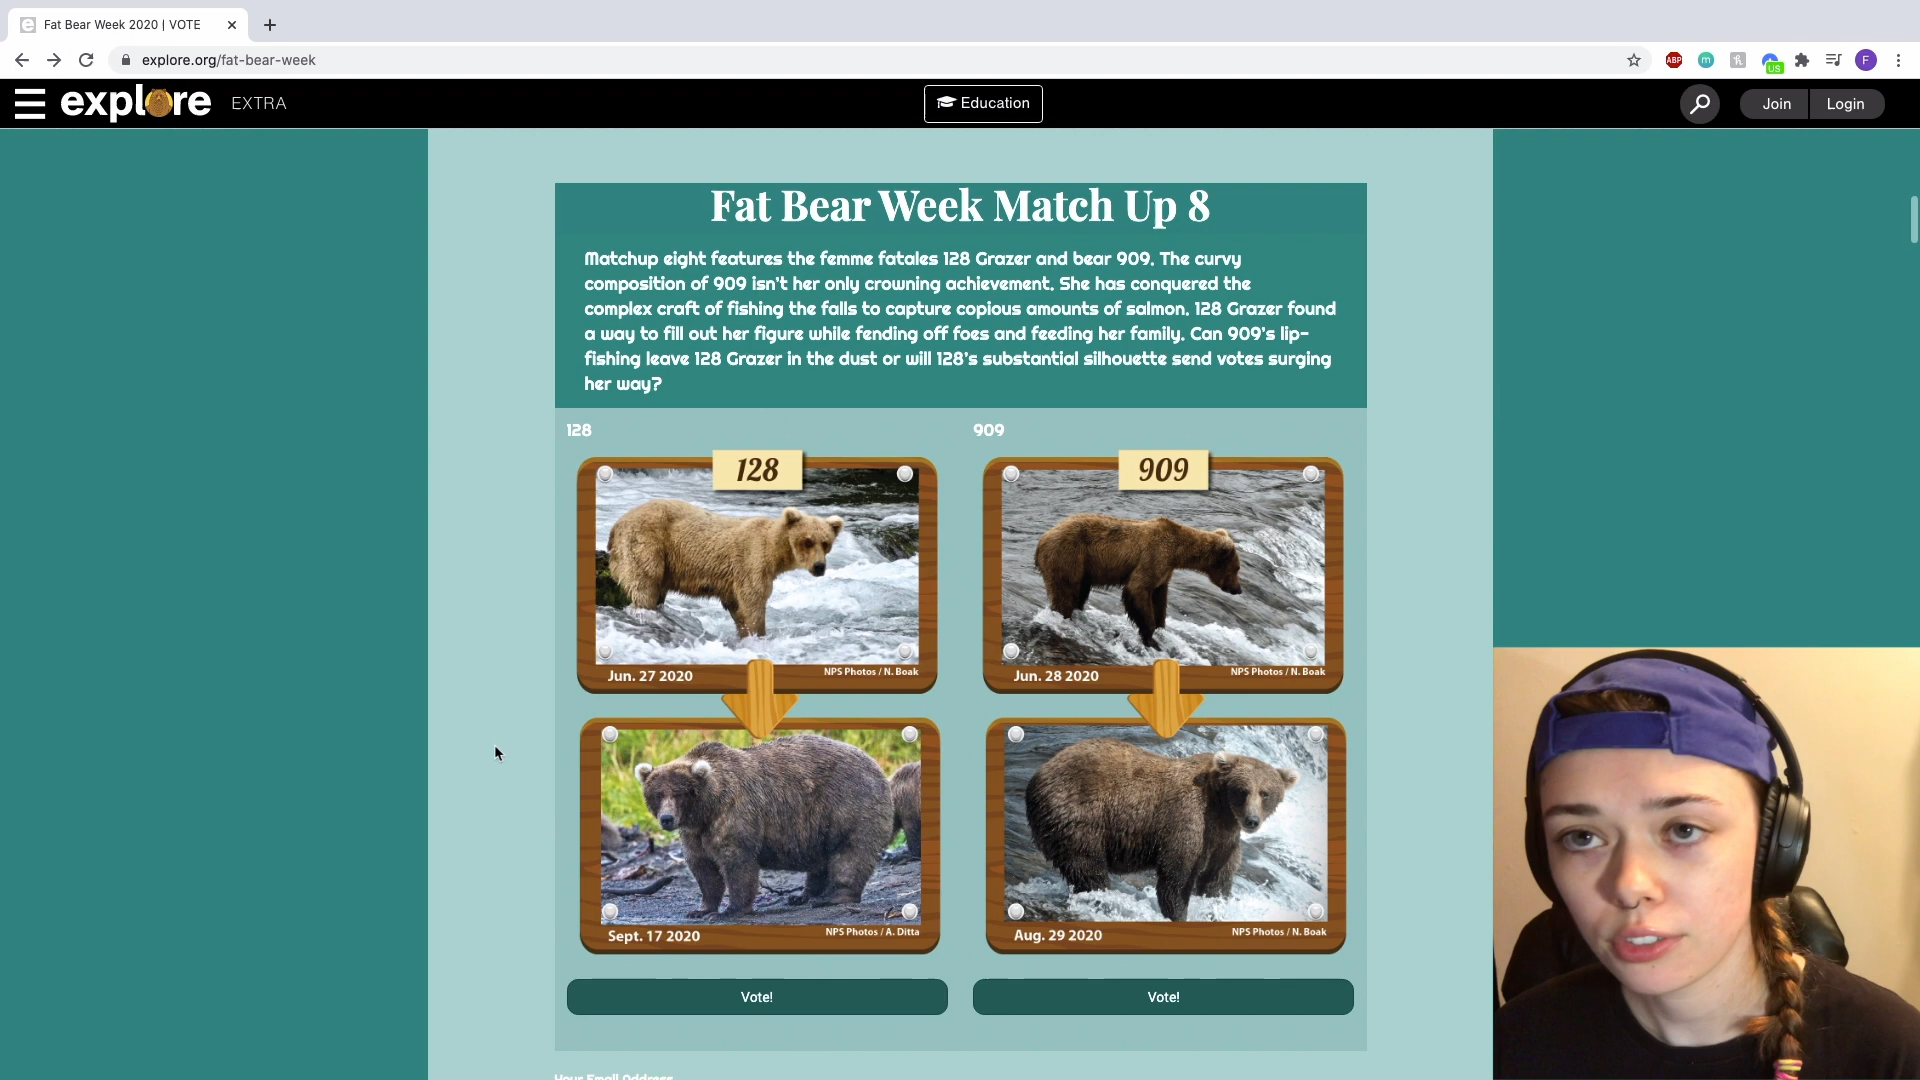 Fat Bear Week 2020 | VOTE
explore.org/fat-bear-week
ABP
m
US
F
explore EXTRA
Education
Join
Login
Fat Bear Week Match Up 8
Matchup eight features the femme fatales 128 Grazer and bear 909. The curvy
composition of 909 isn't her only crowning achievement. She has conquered the
complex craft of fishing the falls to capture copious amounts of salmon. 128 Grazer found
a way to fill out her figure while fending off foes and feeding her family. Can 909's lip-
fishing leave 128 Grazer in the dust or will 128's substantial silhouette send votes surging
her way?
128
909
128
909
Jun. 27 2020
NPS Photos / N. Boak
Jun. 28 2020
NPS Photos / N. Boak
Sept. 17 2020
NPS Photos / A. Ditta
Aug. 29 2020
NPS Photos / N. Boak
Vote!
Vote!
Your Email Address